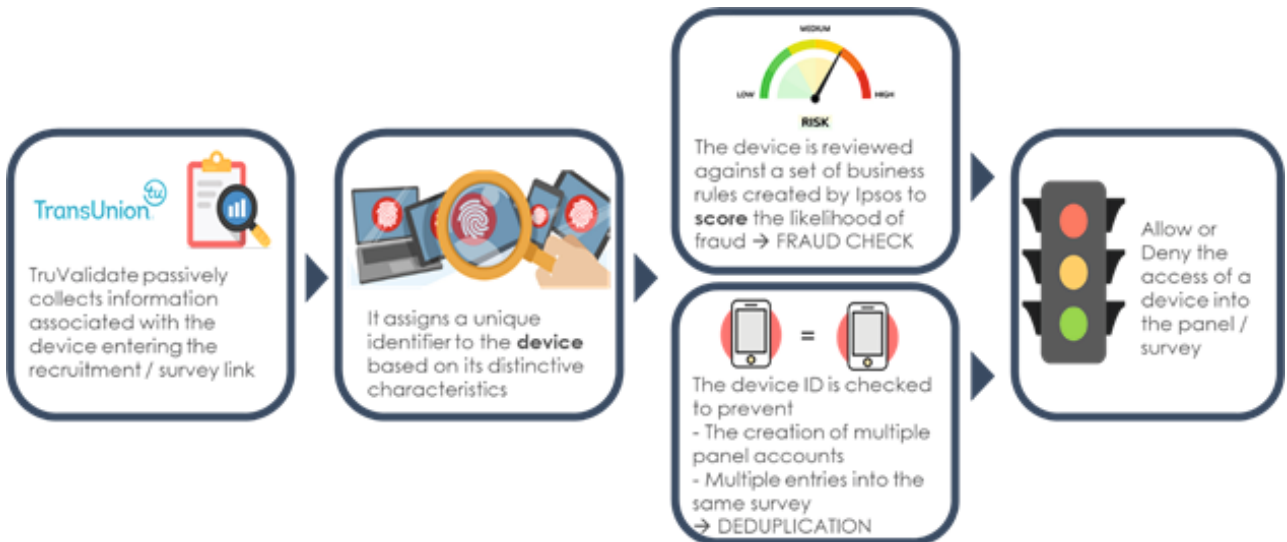 TransUnion
tu
TruValidate passively
collects information
associated with the
device entering the
recruitment / survey link
It assigns a unique
identifier to the device
based on its distinctive
characteristics
MEDIUM
LOW
HIGH
RISK
The device is reviewed
against a set of business
rules created by Ipsos to
score the likelihood of
fraud → FRAUD CHECK
=
The device ID is checked
to prevent
- The creation of multiple
panel accounts
- Multiple entries into the
same survey
→ DEDUPLICATION
Allow or
Deny the
access of a
device into
the panel /
survey